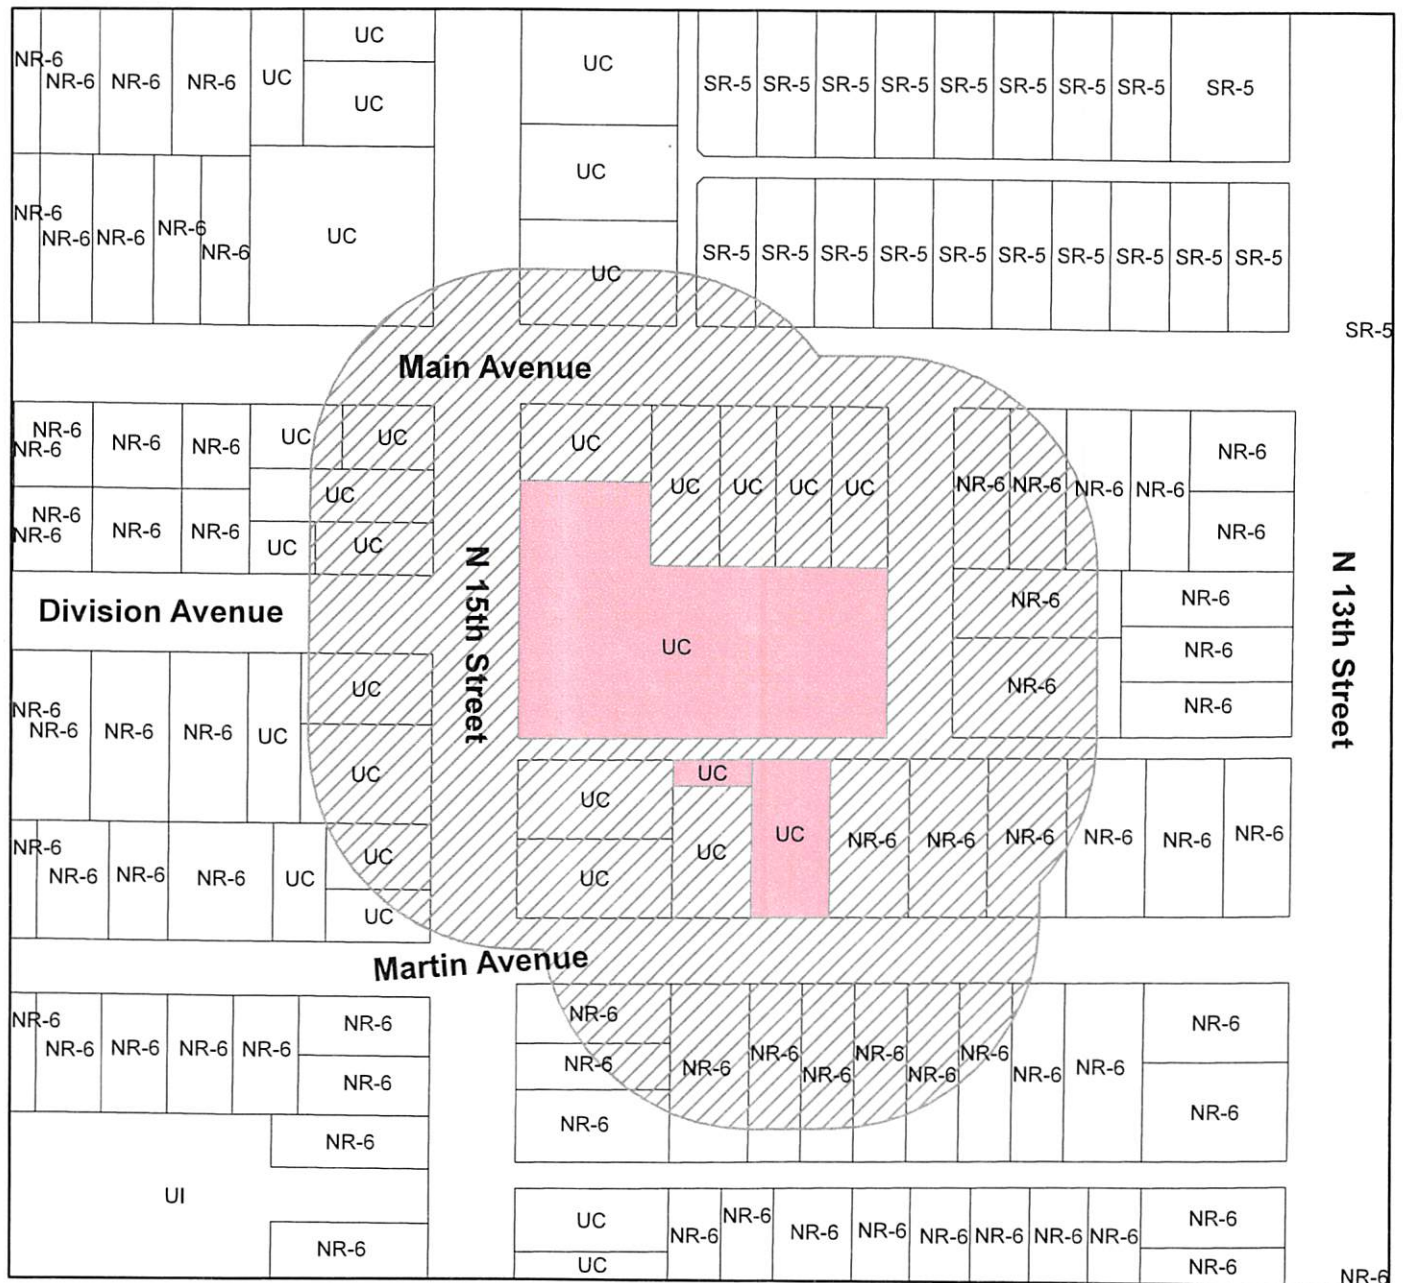 UC
UC
NR-6
NR-6 NR-6 NR-6 UC
UC
SR-5 SR-5 SR-5 SR-5 SR-5 SR-5 SR-5 SR-5 SR-5
UC
UC
NR-6
NR-6 NR-6 NR-6 NR-6
UC
UC
SR-5 SR-5 SR-5 SR-5 SR-5 SR-5 SR-5 SR-5 SR-5 SR-5
SR-5
Main Avenue
NR-6
NR-6
NR-6 NR-6 UC UC
UC
NR-6
UC
UC UC UC UC
NR-6 NR-6 NR-6 NR-6
NR-6
NR-6
NR-6 NR-6 UC UC
NR-6
Division Avenue
N 15th Street
UC
NR-6
NR-6
NR-6
NR-6
NR-6
N 13th Street
NR-6
NR-6 NR-6 NR-6 UC
UC
UC
UC
UC
UC
UC
UC
NR-6 NR-6 NR-6 NR-6 NR-6 NR-6
NR-6
NR-6 NR-6 NR-6 UC
UC
UC
UC
Martin Avenue
NR-6
NR-6 NR-6 NR-6 NR-6
NR-6
NR-6
NR-6
NR-6
NR-6
NR-6 NR-6 NR-6 NR-6 NR-6 NR-6 NR-6 NR-6
NR-6
NR-6
NR-6
UI
NR-6
UC
UC
NR-6 NR-6 NR-6 NR-6 NR-6 NR-6 NR-6 NR-6
NR-6
NR-6
NR-6